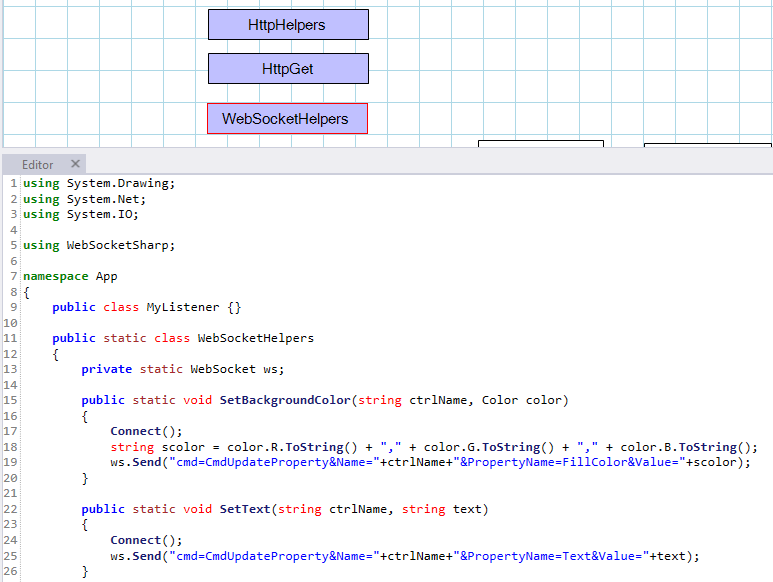 HttpHelpers
HttpGet
WebSocketHelpers
Editor ✕
1 using System.Drawing;
2 using System.Net;
3 using System.IO;
4
5 using WebSocketSharp;
6
7 namespace App
8 {
9     public class MyListener {}
10
11     public static class WebSocketHelpers
12     {
13         private static WebSocket ws;
14
15         public static void SetBackgroundColor(string ctrlName, Color color)
16         {
17             Connect();
18             string scolor = color.R.ToString() + "," + color.G.ToString() + "," + color.B.ToString();
19             ws.Send("cmd=CmdUpdateProperty&Name="+ctrlName+"&PropertyName=FillColor&Value="+scolor);
20         }
21
22         public static void SetText(string ctrlName, string text)
23         {
24             Connect();
25             ws.Send("cmd=CmdUpdateProperty&Name="+ctrlName+"&PropertyName=Text&Value="+text);
26         }